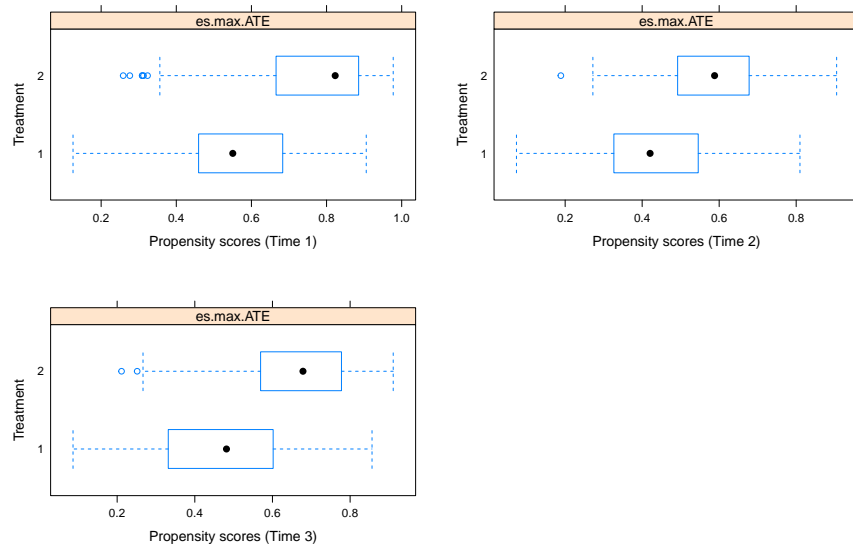 es.max.ATE
Treatment
2
1
0.2 0.4 0.6 0.8 1.0
Propensity scores (Time 1)
es.max.ATE
Treatment
2
1
0.2 0.4 0.6 0.8
Propensity scores (Time 2)
es.max.ATE
Treatment
2
1
0.2 0.4 0.6 0.8
Propensity scores (Time 3)